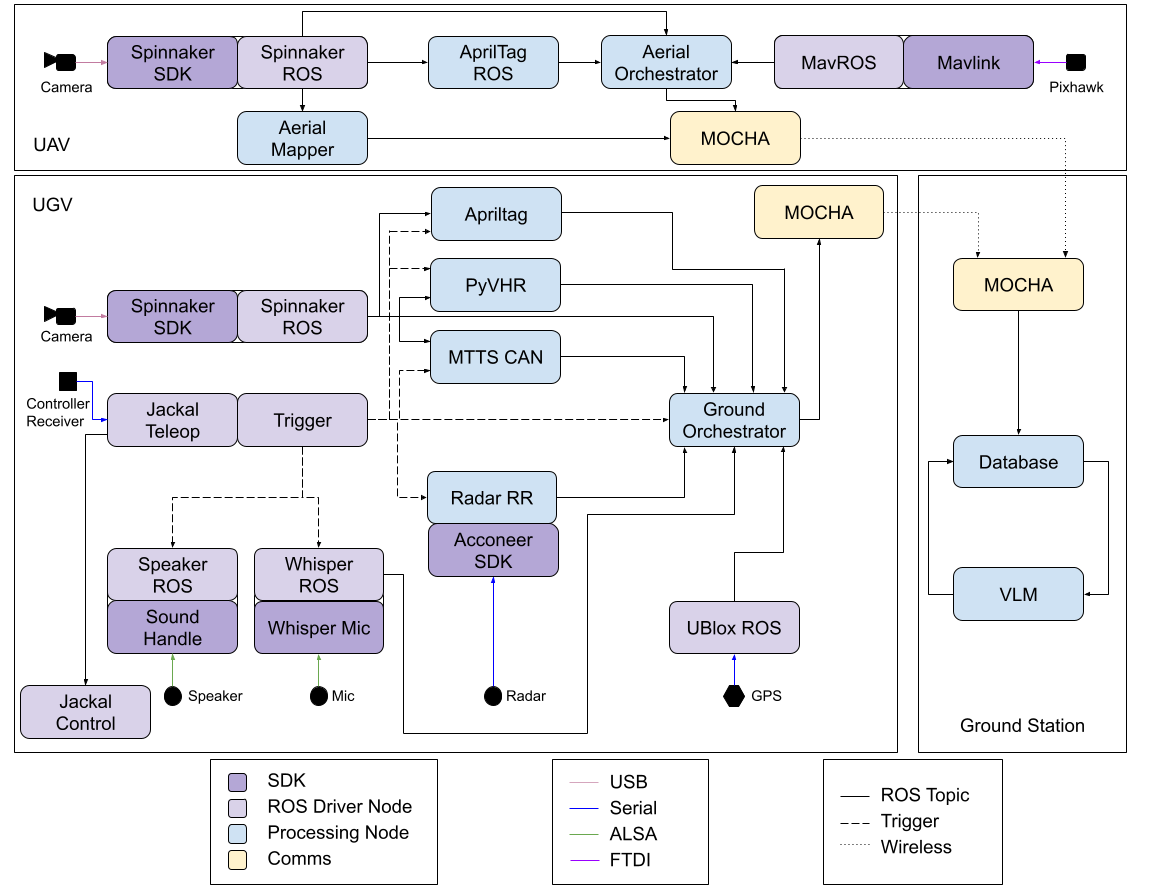 Spinnaker
SDK
Spinnaker
ROS
AprilTag
ROS
Aerial
Orchestrator
MavROS
Mavlink
Camera
Pixhawk
Aerial
Mapper
MOCHA
UAV
UGV
Apriltag
MOCHA
PyVHR
MOCHA
Spinnaker
SDK
Spinnaker
ROS
Camera
MTTS CAN
Controller
Receiver
Jackal
Teleop
Trigger
Ground
Orchestrator
Database
Radar RR
Acconeer
SDK
Speaker
ROS
Whisper
ROS
VLM
Sound
Handle
Whisper Mic
UBlox ROS
Jackal
Control
Speaker
Mic
Radar
GPS
Ground Station
SDK
ROS Driver Node
Processing Node
Comms
USB
Serial
ALSA
FTDI
ROS Topic
Trigger
Wireless